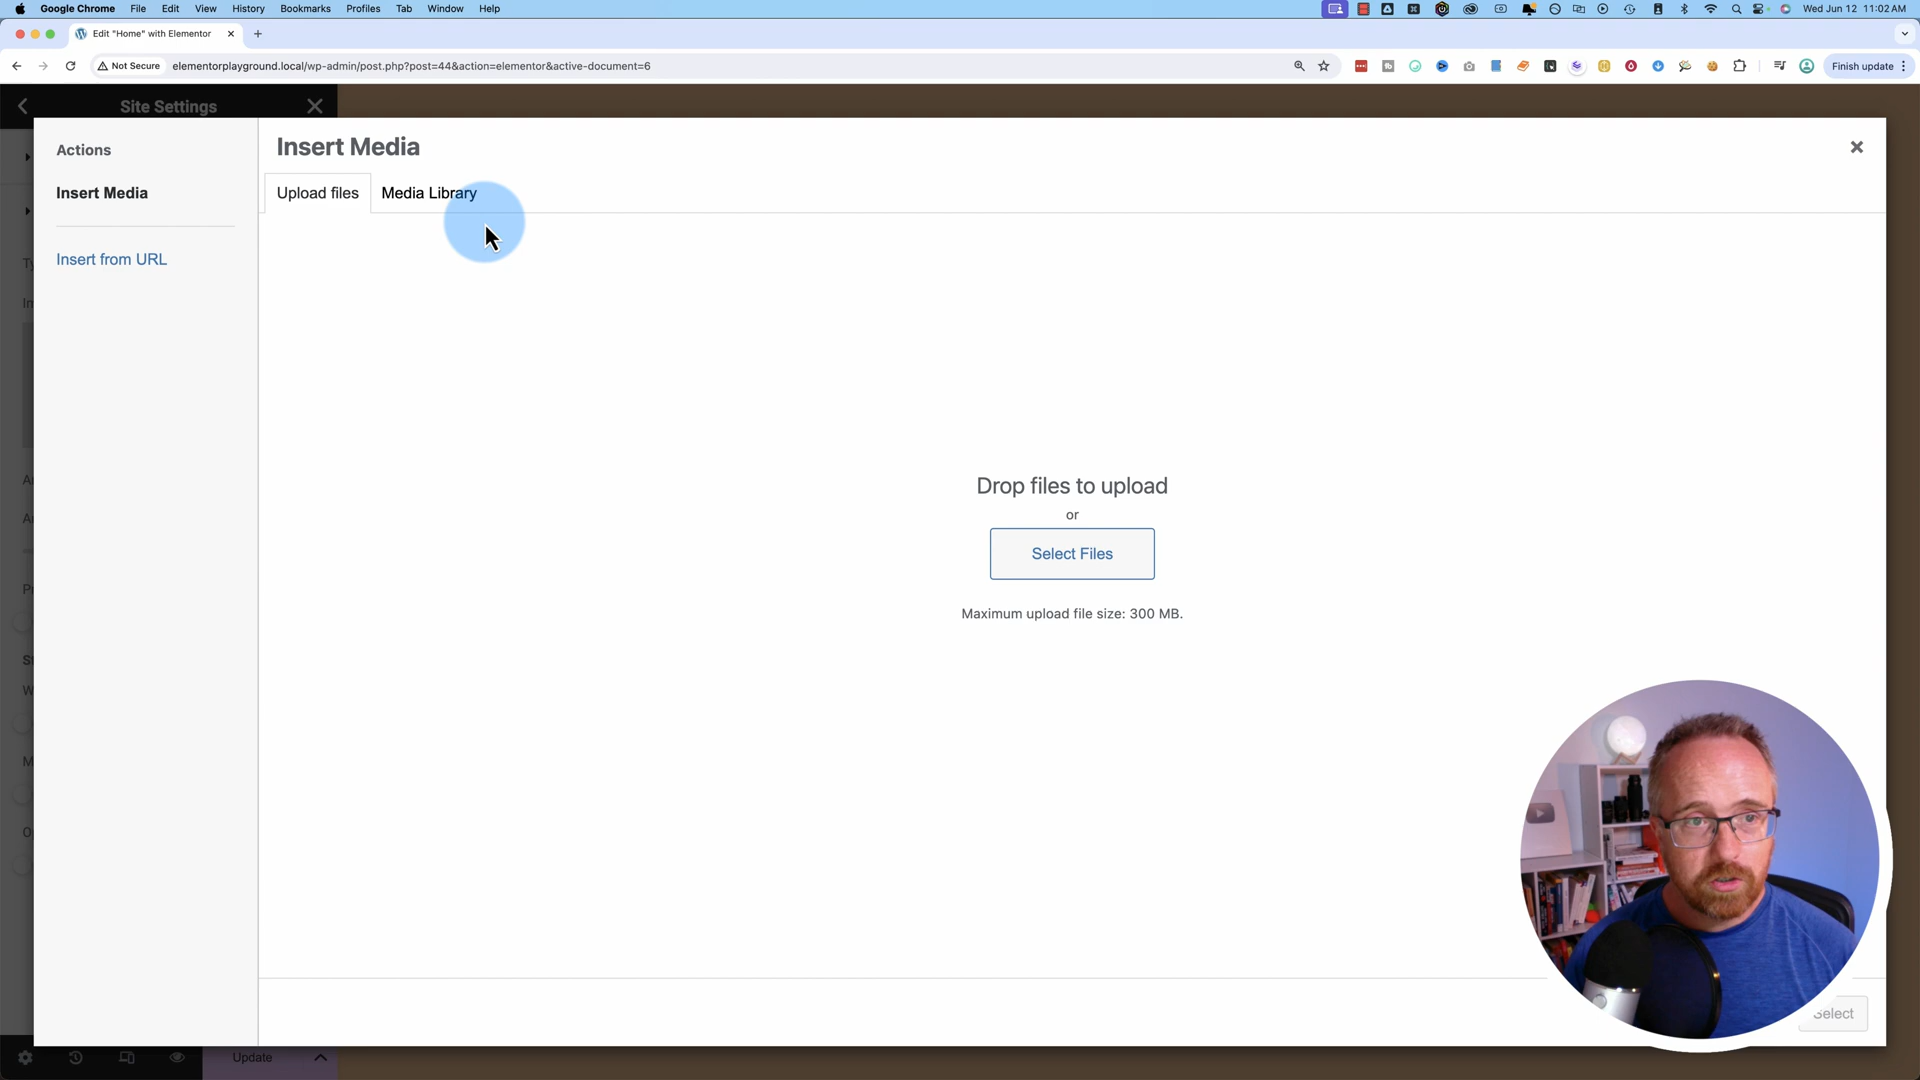 Google Chrome File Edit View History Bookmarks Profiles Tab Window Help Wed Jun 12 11:02 AM
Edit "Home" with Elementor
Not Secure elementorplayground.local/wp-admin/post.php?post=44&action=elementor&active-document=6 Finish update
Site Settings
Actions
Insert Media
Insert from URL
Insert Media
Upload files Media Library
Drop files to upload
or
Select Files
Maximum upload file size: 300 MB.
Select
Update